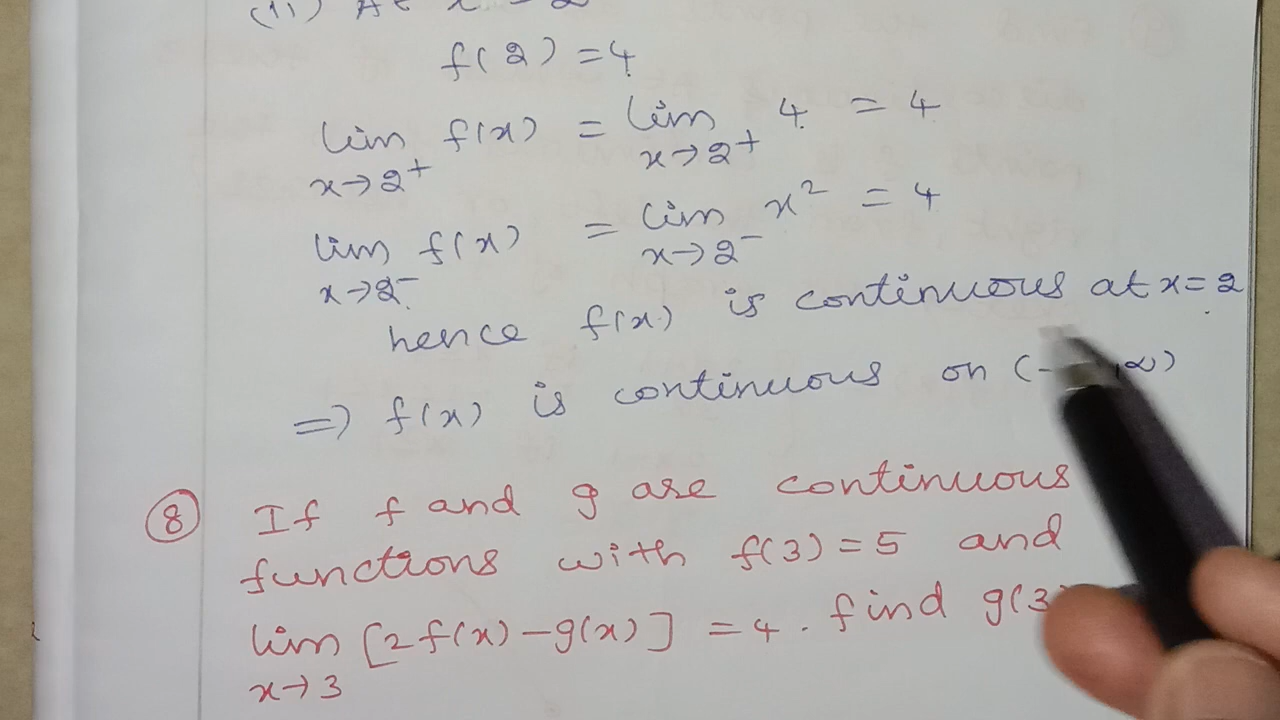 f(2) = 4
lim f(x) = lim 4 = 4
x→2+ x→2+
lim f(x) = lim x² = 4
x→2- x→2-
hence f(x) is continuous at x = 2
⇒ f(x) is continuous on (- ,∞)
8 If f and g are continuous
functions with f(3) = 5 and
lim [2f(x) - g(x)] = 4. find g(3
x→3